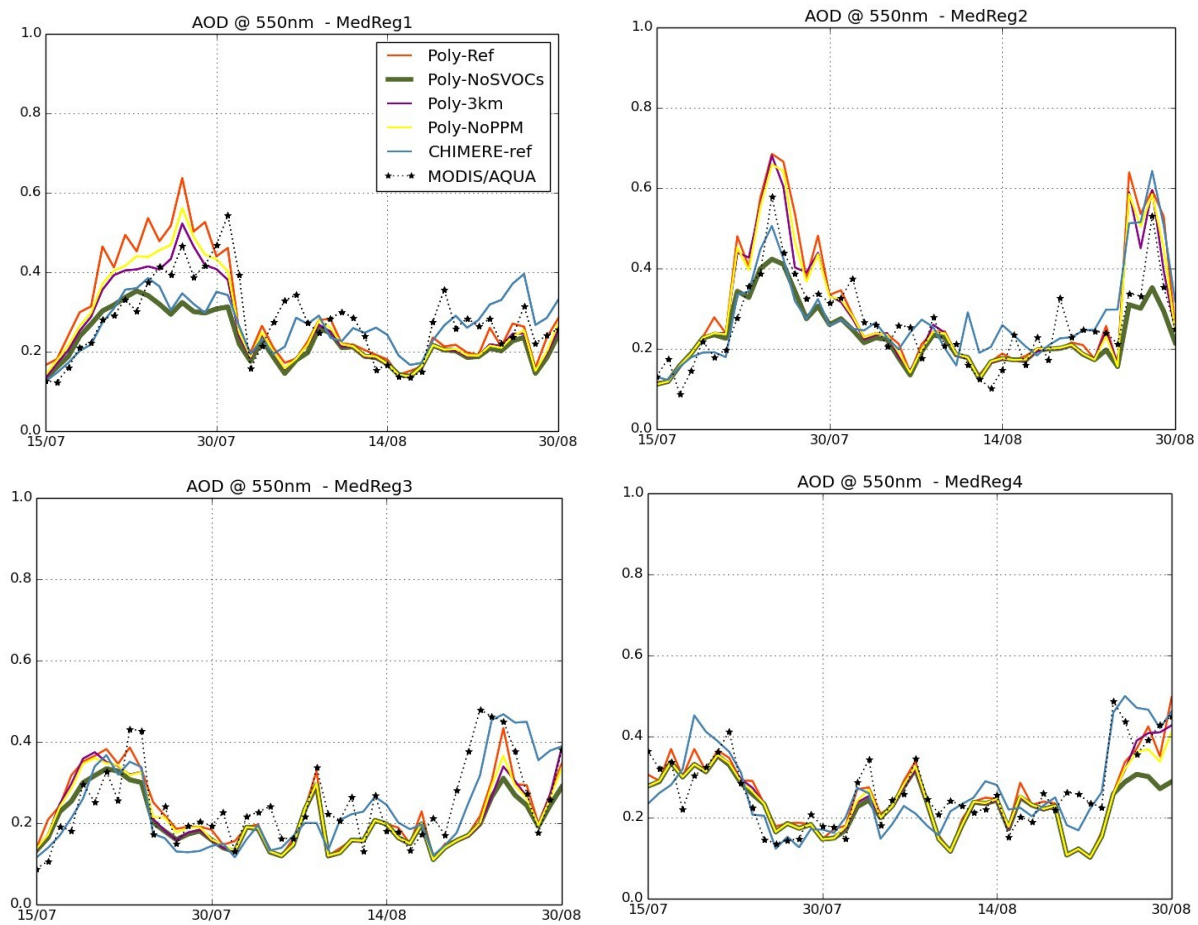 AOD @ 550nm - MedReg1
1.0
0.8
0.6
0.4
0.2
0.0
15/07 30/07 14/08 30/08
Poly-Ref
Poly-NoSVOCs
Poly-3km
Poly-NoPPM
CHIMERE-ref
MODIS/AQUA
AOD @ 550nm - MedReg2
1.0
0.8
0.6
0.4
0.2
0.0
15/07 30/07 14/08 30/08
AOD @ 550nm - MedReg3
1.0
0.8
0.6
0.4
0.2
0.0
15/07 30/07 14/08 30/08
AOD @ 550nm - MedReg4
1.0
0.8
0.6
0.4
0.2
0.0
15/07 30/07 14/08 30/08